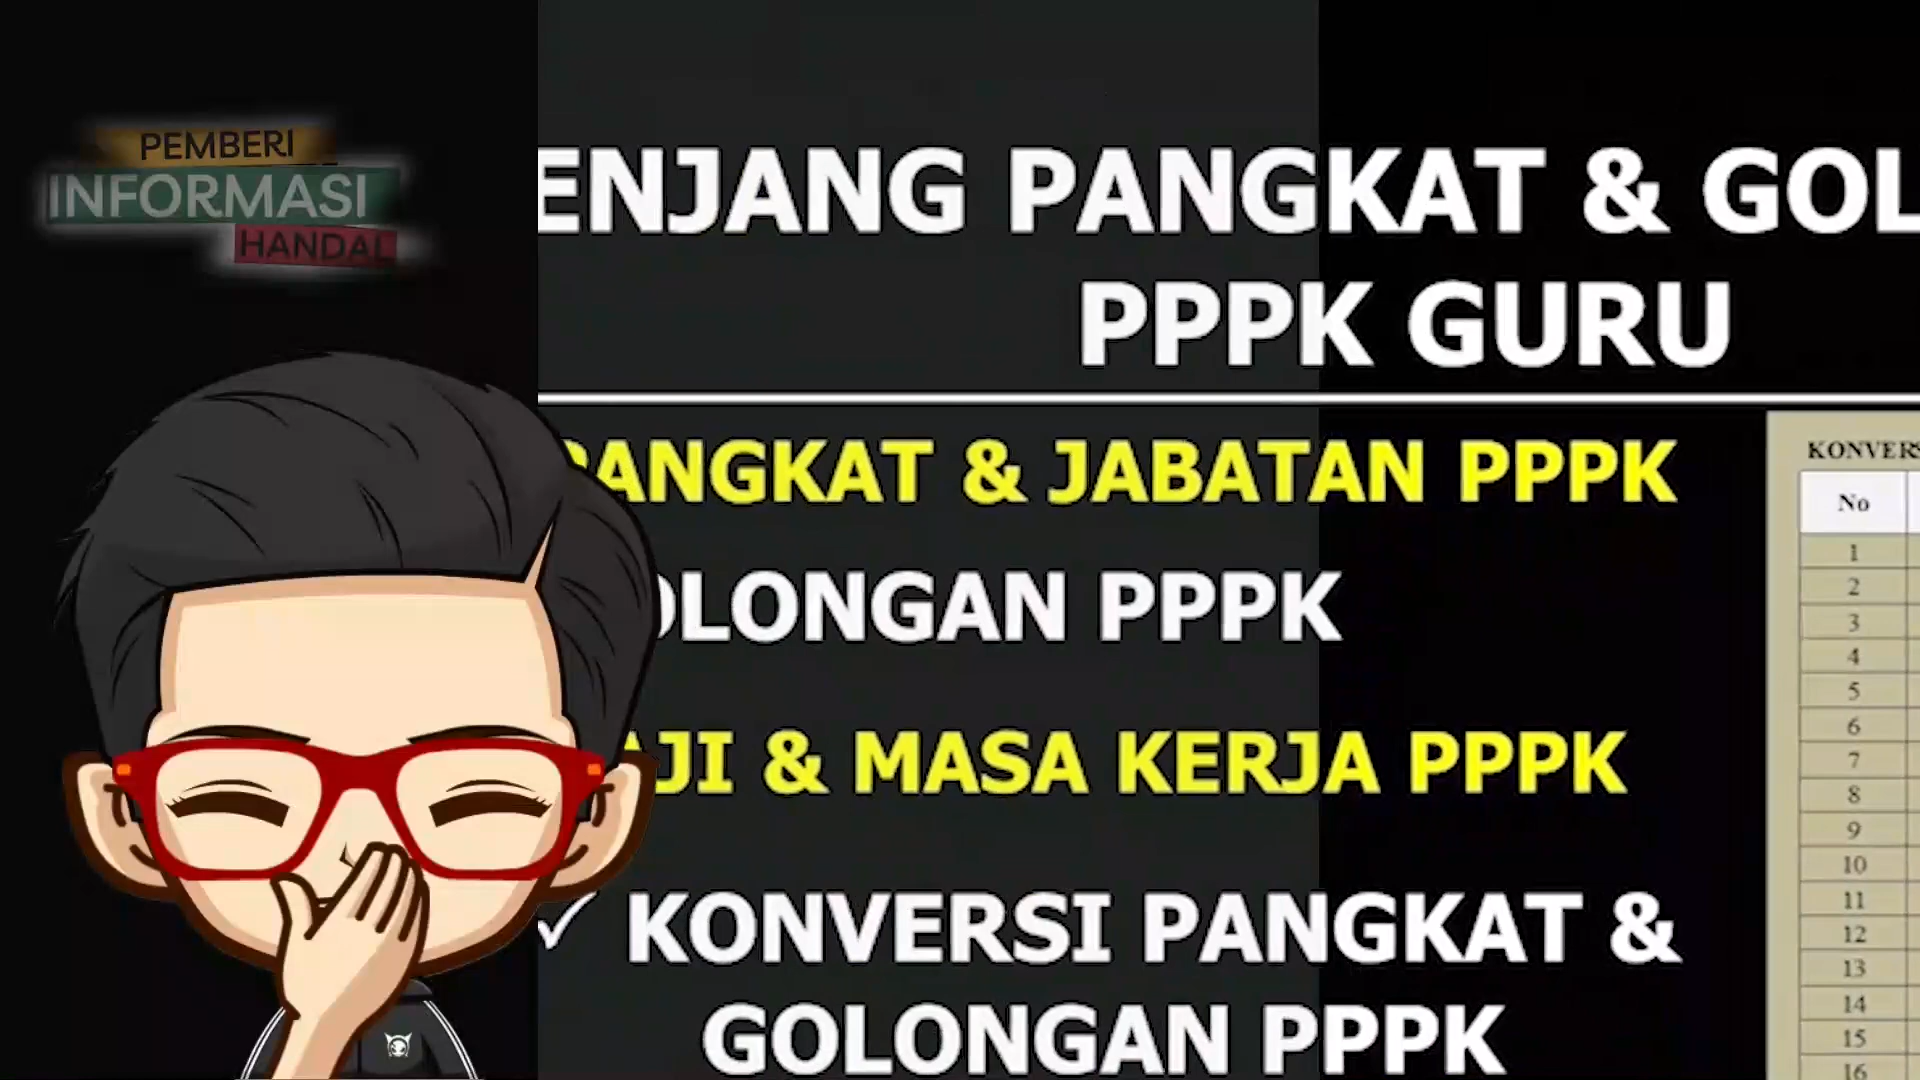 PEMBERI
INFORMASI
HANDAL
ENJANG PANGKAT & GOL
PPPK GURU
PANGKAT & JABATAN PPPK
OLONGAN PPPK
AJI & MASA KERJA PPPK
✓ KONVERSI PANGKAT &
GOLONGAN PPPK
KONVERS
No
1
2
3
4
5
6
7
8
9
10
11
12
13
14
15
16